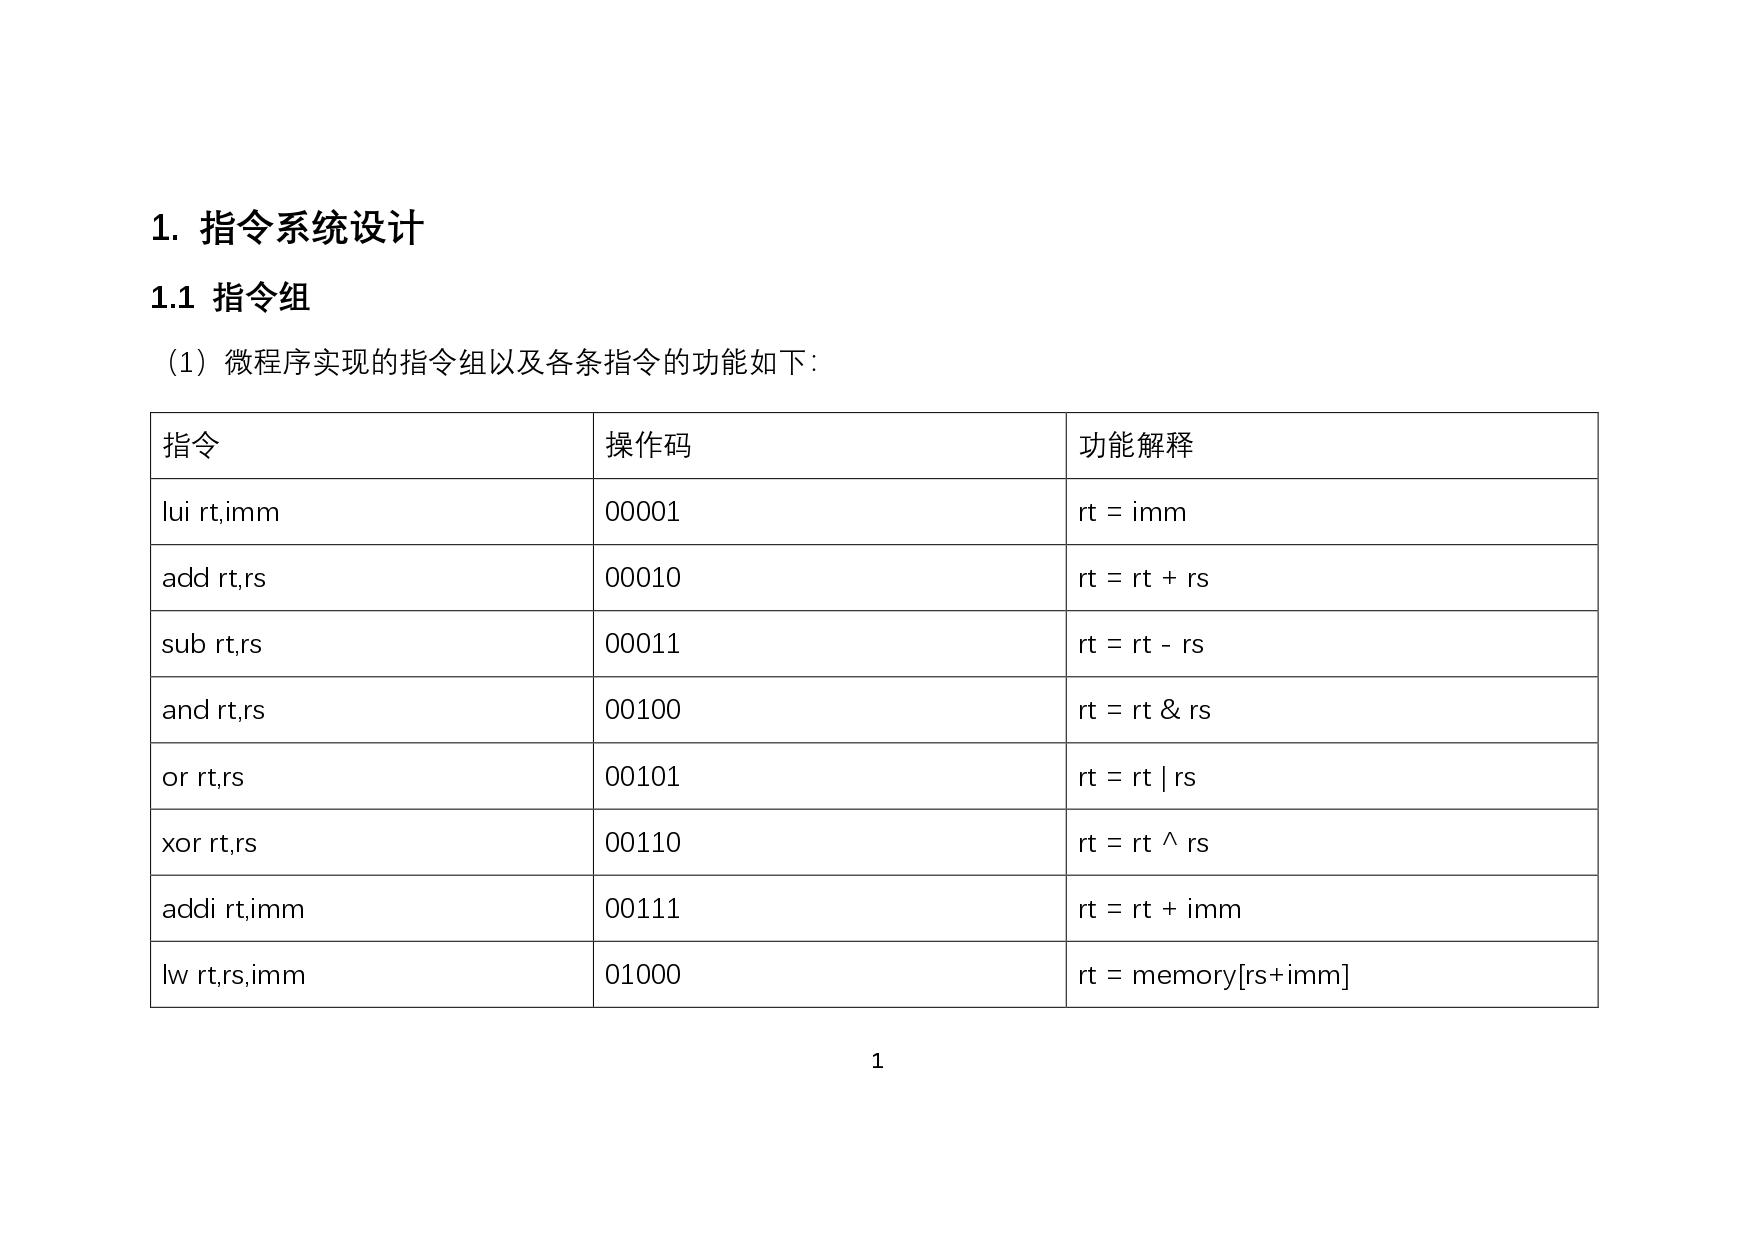 1. 指令系统设计
1.1 指令组
（1）微程序实现的指令组以及各条指令的功能如下：
指令 操作码 功能解释
lui rt,imm 00001 rt = imm
add rt,rs 00010 rt = rt + rs
sub rt,rs 00011 rt = rt - rs
and rt,rs 00100 rt = rt & rs
or rt,rs 00101 rt = rt | rs
xor rt,rs 00110 rt = rt ^ rs
addi rt,imm 00111 rt = rt + imm
lw rt,rs,imm 01000 rt = memory[rs+imm]
1